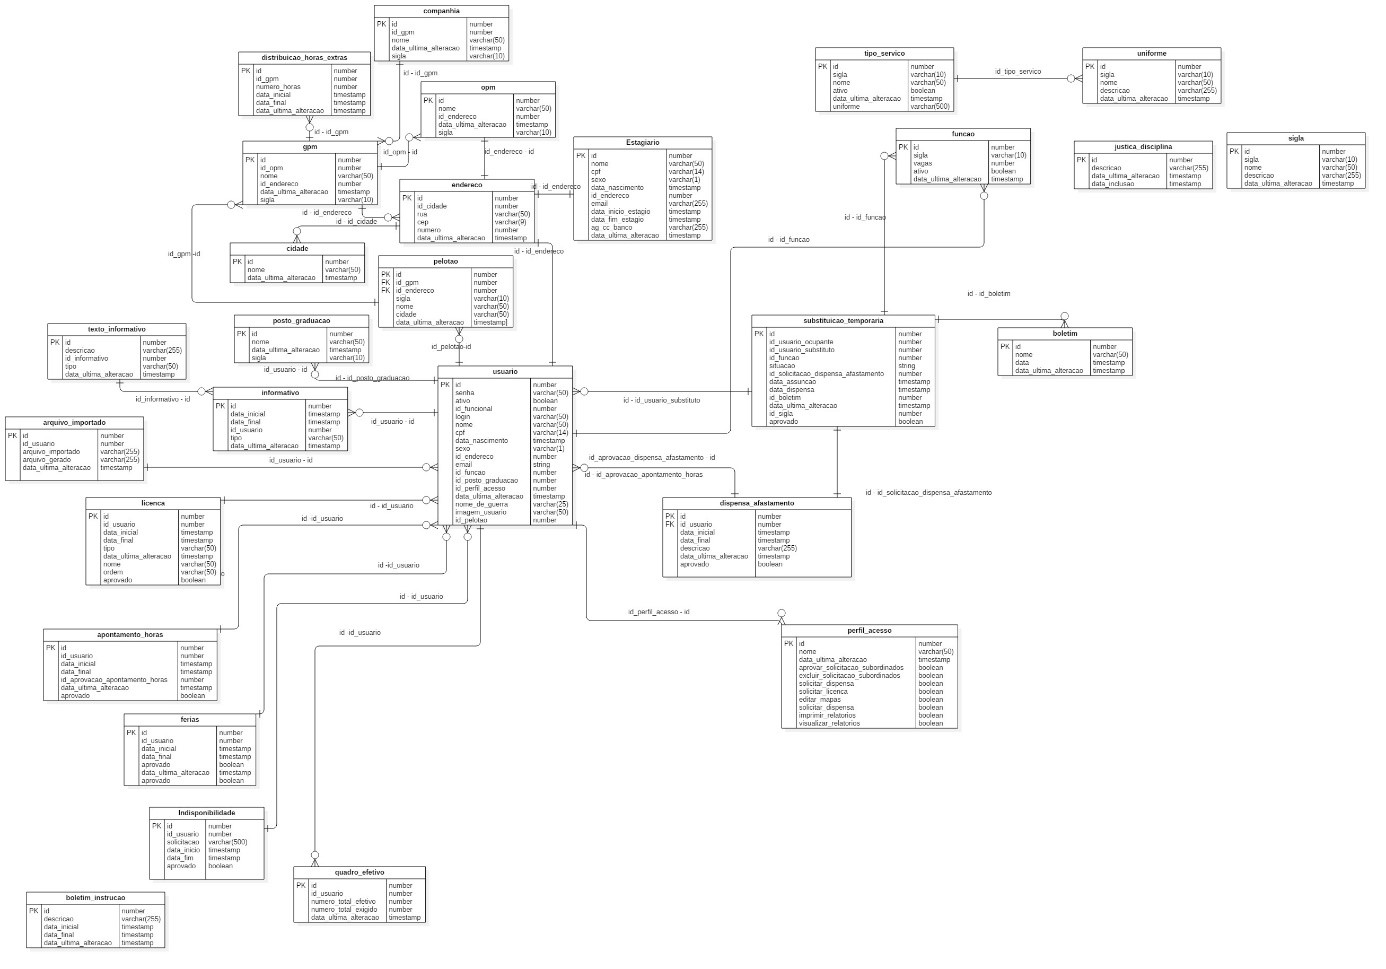 companhia
PK id number
id_gpm number
nome varchar(50)
data_ultima_alteracao timestamp
sigla varchar(10)
distribuicao_horas_extras
PK id number
id_gpm number
numero_horas number
data_inicial timestamp
data_final timestamp
data_ultima_alteracao timestamp
id - id_gpm
opm
PK id number
nome varchar(50)
id_endereco number
data_ultima_alteracao timestamp
sigla varchar(10)
id - id_gpm
gpm
PK id number
id_opm number
nome varchar(50)
id_endereco number
data_ultima_alteracao timestamp
sigla varchar(10)
id_opm - id
id_endereco - id
Estagiario
PK id number
nome varchar(50)
cpf varchar(14)
sexo varchar(1)
data_nascimento timestamp
id_endereco number
email varchar(255)
data_inicio_estagio timestamp
data_fim_estagio timestamp
ag_cc_banco varchar(255)
data_ultima_alteracao timestamp
endereco
PK id number
id_cidade number
rua varchar(50)
cep varchar(9)
numero number
data_ultima_alteracao timestamp
id - id_endereco
id - id_endereco
id - id_cidade
id - id_endereco
cidade
PK id number
nome varchar(50)
data_ultima_alteracao timestamp
id_gpm -id
pelotao
PK id number
FK id_gpm number
FK id_endereco number
sigla varchar(10)
nome varchar(50)
cidade varchar(50)
data_ultima_alteracao timestamp]
id_pelotao-id
tipo_servico
PK id number
sigla varchar(10)
nome varchar(50)
ativo boolean
data_ultima_alteracao timestamp
uniforme varchar(500)
id_tipo_servico
uniforme
PK id number
sigla varchar(10)
nome varchar(50)
descricao varchar(255)
data_ultima_alteracao timestamp
funcao
PK id number
sigla varchar(10)
vagas number
ativo boolean
data_ultima_alteracao timestamp
justica_disciplina
PK id number
descricao varchar(255)
data_ultima_alteracao timestamp
data_inclusao timestamp
sigla
PK id number
sigla varchar(10)
nome varchar(50)
descricao varchar(255)
data_ultima_alteracao timestamp
id - id_funcao
id - id_funcao
id - id_boletim
texto_informativo
PK id number
descricao varchar(255)
id_informativo number
tipo varchar(50)
data_ultima_alteracao timestamp
posto_graduacao
PK id number
nome varchar(50)
data_ultima_alteracao timestamp
sigla varchar(10)
id_usuario - id
id - id_posto_graduacao
id_informativo - id
informativo
PK id number
data_inicial timestamp
data_final timestamp
id_usuario number
tipo varchar(50)
data_ultima_alteracao timestamp
id_usuario - id
usuario
PK id number
senha varchar(50)
ativo boolean
id_funcional number
login varchar(50)
nome varchar(50)
cpf varchar(14)
data_nascimento timestamp
sexo varchar(1)
id_endereco number
email string
id_funcao number
id_posto_graduacao number
id_perfil_acesso number
data_ultima_alteracao timestamp
nome_de_guerra varchar(25)
imagem_usuario varchar(50)
id_pelotao number
substituicao_temporaria
PK id number
id_usuario_ocupante number
id_usuario_substituto number
id_funcao number
situacao string
id_solicitacao_dispensa_afastamento number
data_assuncao timestamp
data_dispensa timestamp
id_boletim number
data_ultima_alteracao timestamp
id_sigla number
aprovado boolean
boletim
PK id number
nome varchar(50)
data timestamp
data_ultima_alteracao timestamp
id - id_usuario_substituto
id_aprovacao_dispensa_afastamento - id
id - id_aprovacao_apontamento_horas
id - id_solicitacao_dispensa_afastamento
dispensa_afastamento
PK id number
FK id_usuario number
data_inicial timestamp
data_final timestamp
descricao varchar(255)
data_ultima_alteracao timestamp
aprovado boolean
arquivo_importado
PK id number
id_usuario number
arquivo_importado varchar(255)
arquivo_gerado varchar(255)
data_ultima_alteracao timestamp
id_usuario - id
licenca
PK id number
id_usuario number
data_inicial timestamp
data_final timestamp
tipo varchar(50)
data_ultima_alteracao timestamp
nome varchar(50)
ordem varchar(50)
aprovado boolean
id - id_usuario
id -id_usuario
id -id_usuario
id - id_usuario
id_perfil_acesso - id
id -id_usuario
apontamento_horas
PK id number
id_usuario number
data_inicial timestamp
data_final timestamp
id_aprovacao_apontamento_horas number
data_ultima_alteracao timestamp
aprovado boolean
perfil_acesso
PK id number
nome varchar(50)
data_ultima_alteracao timestamp
aprovar_solicitacao_subordinados boolean
excluir_solicitacao_subordinados boolean
solicitar_dispensa boolean
solicitar_licenca boolean
editar_mapas boolean
solicitar_dispensa boolean
imprimir_relatorios boolean
visualizar_relatorios boolean
ferias
PK id number
id_usuario number
data_inicial timestamp
data_final timestamp
aprovado boolean
data_ultima_alteracao timestamp
aprovado boolean
Indisponibilidade
PK id number
id_usuario number
solicitacao varchar(500)
data_inicio timestamp
data_fim timestamp
aprovado boolean
quadro_efetivo
PK id number
id_usuario number
numero_total_efetivo number
numero_total_exigido number
data_ultima_alteracao timestamp
boletim_instrucao
PK id number
descricao varchar(255)
data_inicial timestamp
data_final timestamp
data_ultima_alteracao timestamp